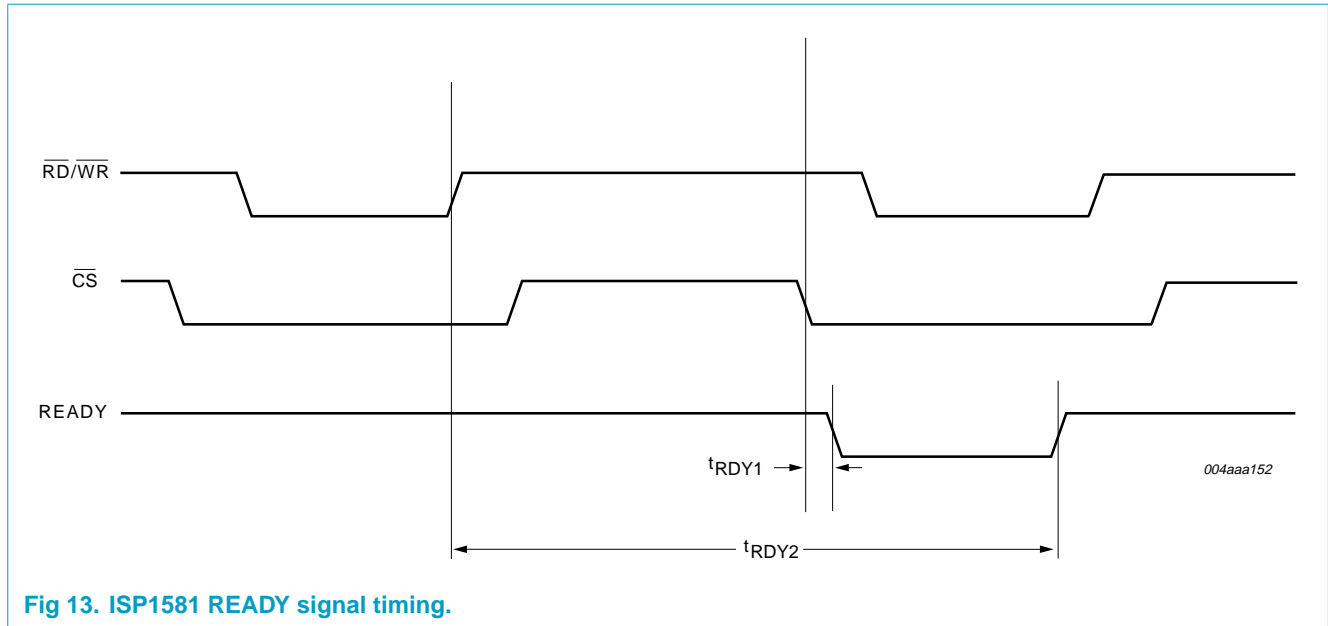 RD/WR
CS
READY
tRDY1
004aaa152
tRDY2
Fig 13. ISP1581 READY signal timing.